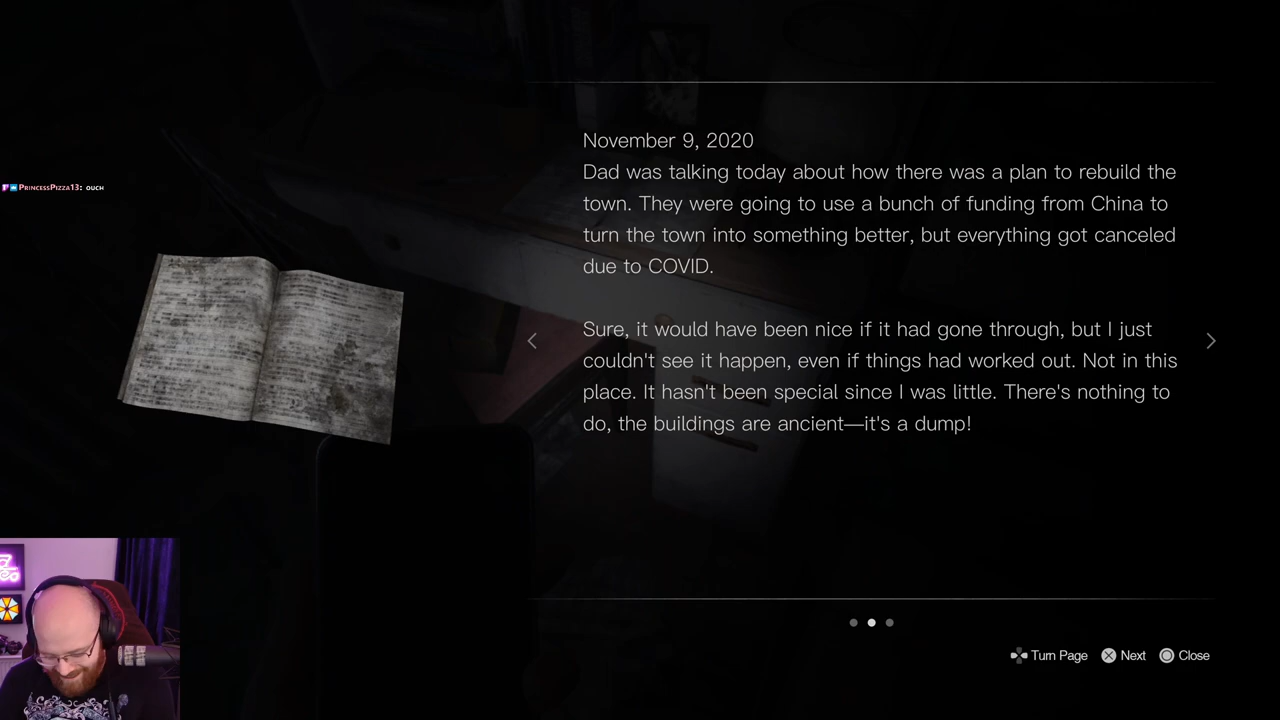 November 9, 2020
Dad was talking today about how there was a plan to rebuild the
town. They were going to use a bunch of funding from China to
turn the town into something better, but everything got canceled
due to COVID.
PrincessPizza13: ouch
Sure, it would have been nice if it had gone through, but I just
couldn't see it happen, even if things had worked out. Not in this
place. It hasn't been special since I was little. There's nothing to
do, the buildings are ancient—it's a dump!
Turn Page Next Close